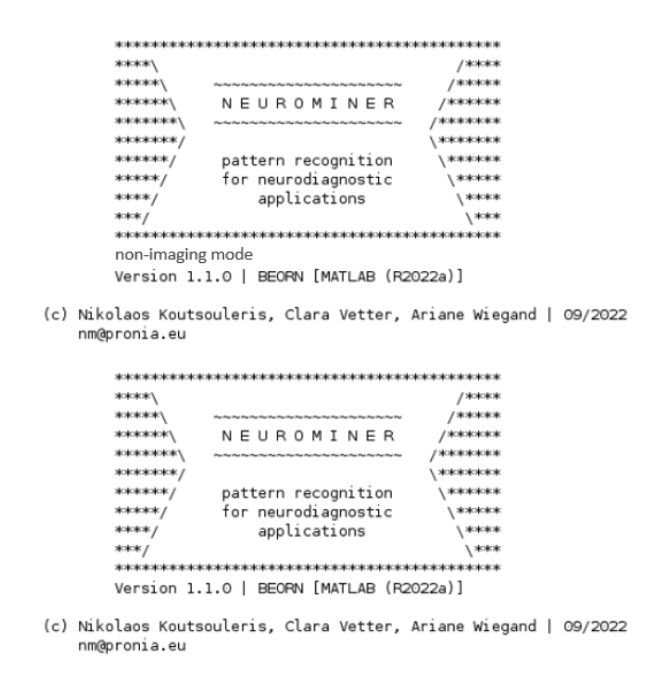 *******************************************
****\                                 /****
*****\     ~~~~~~~~~~~~~~~~~~~~~     /*****
******\     N E U R O M I N E R     /******
*******\   ~~~~~~~~~~~~~~~~~~~~~   /*******
*******/                           \*******
******/     pattern recognition     \******
*****/      for neurodiagnostic      \*****
****/           applications          \****
***/                                   \***
*******************************************
non-imaging mode
Version 1.1.0 | BEORN [MATLAB (R2022a)]
(c) Nikolaos Koutsouleris, Clara Vetter, Ariane Wiegand | 09/2022
nm@pronia.eu
*******************************************
****\                                 /****
*****\     ~~~~~~~~~~~~~~~~~~~~~     /*****
******\     N E U R O M I N E R     /******
*******\   ~~~~~~~~~~~~~~~~~~~~~   /*******
*******/                           \*******
******/     pattern recognition     \******
*****/      for neurodiagnostic      \*****
****/           applications          \****
***/                                   \***
*******************************************
Version 1.1.0 | BEORN [MATLAB (R2022a)]
(c) Nikolaos Koutsouleris, Clara Vetter, Ariane Wiegand | 09/2022
nm@pronia.eu